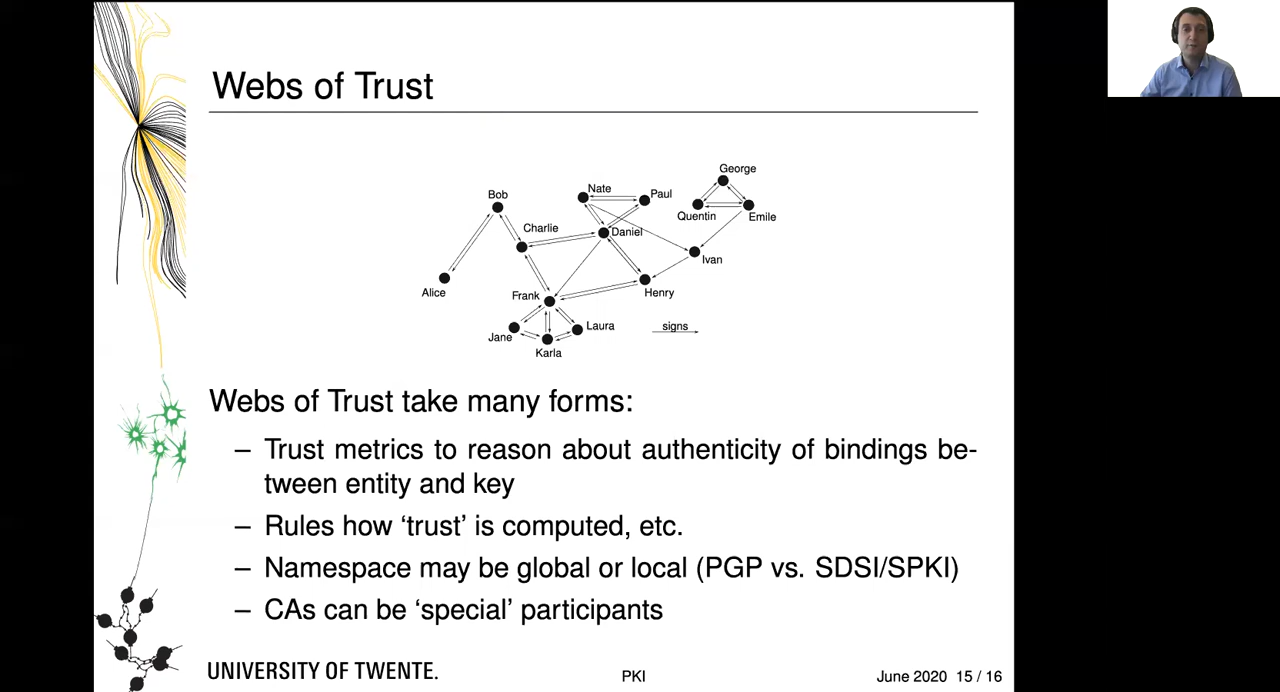 Webs of Trust
George
Bob
Nate
Paul
Quentin
Emile
Charlie
Daniel
Ivan
Alice
Frank
Henry
Jane
Laura
signs
Karla
Webs of Trust take many forms:
– Trust metrics to reason about authenticity of bindings be-
tween entity and key
– Rules how ‘trust’ is computed, etc.
– Namespace may be global or local (PGP vs. SDSI/SPKI)
– CAs can be ‘special’ participants
UNIVERSITY OF TWENTE.
PKI
June 2020 15 / 16